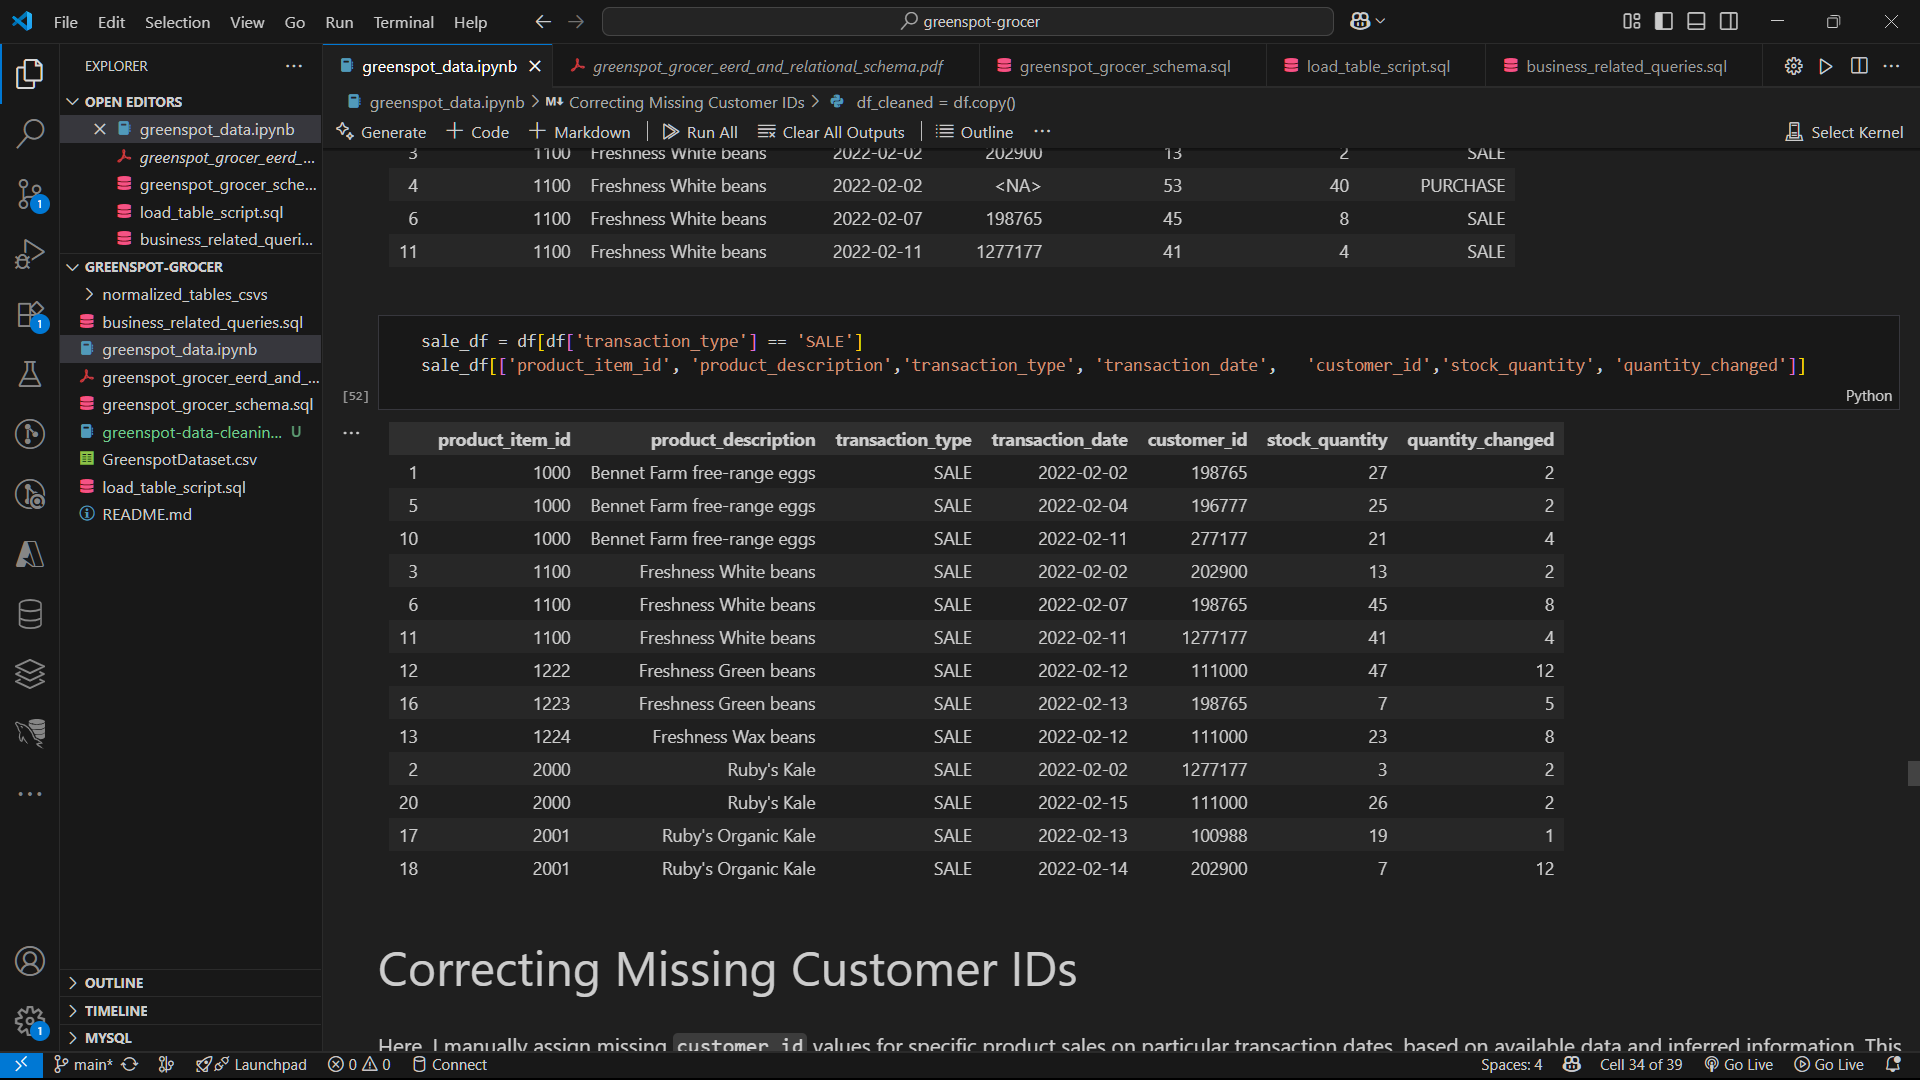 File Edit Selection View Go Run Terminal Help
greenspot-grocer
EXPLORER
OPEN EDITORS
greenspot_data.ipynb
greenspot_grocer_eerd_...
greenspot_grocer_sche...
load_table_script.sql
business_related_queri...
GREENSPOT-GROCER
normalized_tables_csvs
business_related_queries.sql
greenspot_data.ipynb
greenspot_grocer_eerd_and_...
greenspot_grocer_schema.sql
greenspot-data-cleanin... U
GreenspotDataset.csv
load_table_script.sql
README.md
OUTLINE
TIMELINE
MYSQL
1
1
1
greenspot_data.ipynb greenspot_grocer_eerd_and_relational_schema.pdf greenspot_grocer_schema.sql load_table_script.sql business_related_queries.sql
greenspot_data.ipynb > M↓ Correcting Missing Customer IDs > df_cleaned = df.copy()
Generate + Code + Markdown Run All Clear All Outputs Outline ... Select Kernel
3 1100 Freshness White beans 2022-02-02 202900 13 2 SALE
4 1100 Freshness White beans 2022-02-02 <NA> 53 40 PURCHASE
6 1100 Freshness White beans 2022-02-07 198765 45 8 SALE
11 1100 Freshness White beans 2022-02-11 1277177 41 4 SALE
sale_df = df[df['transaction_type'] == 'SALE']
sale_df[['product_item_id', 'product_description','transaction_type', 'transaction_date',   'customer_id','stock_quantity', 'quantity_changed']]
[52] Python
product_item_id product_description transaction_type transaction_date customer_id stock_quantity quantity_changed
1 1000 Bennet Farm free-range eggs SALE 2022-02-02 198765 27 2
5 1000 Bennet Farm free-range eggs SALE 2022-02-04 196777 25 2
10 1000 Bennet Farm free-range eggs SALE 2022-02-11 277177 21 4
3 1100 Freshness White beans SALE 2022-02-02 202900 13 2
6 1100 Freshness White beans SALE 2022-02-07 198765 45 8
11 1100 Freshness White beans SALE 2022-02-11 1277177 41 4
12 1222 Freshness Green beans SALE 2022-02-12 111000 47 12
16 1223 Freshness Green beans SALE 2022-02-13 198765 7 5
13 1224 Freshness Wax beans SALE 2022-02-12 111000 23 8
2 2000 Ruby's Kale SALE 2022-02-02 1277177 3 2
20 2000 Ruby's Kale SALE 2022-02-15 111000 26 2
17 2001 Ruby's Organic Kale SALE 2022-02-13 100988 19 1
18 2001 Ruby's Organic Kale SALE 2022-02-14 202900 7 12
Correcting Missing Customer IDs
Here, I manually assign missing customer_id values for specific product sales on particular transaction dates, based on available data and inferred information. This
main* Launchpad 0 0 Connect Spaces: 4 Cell 34 of 39 Go Live Go Live